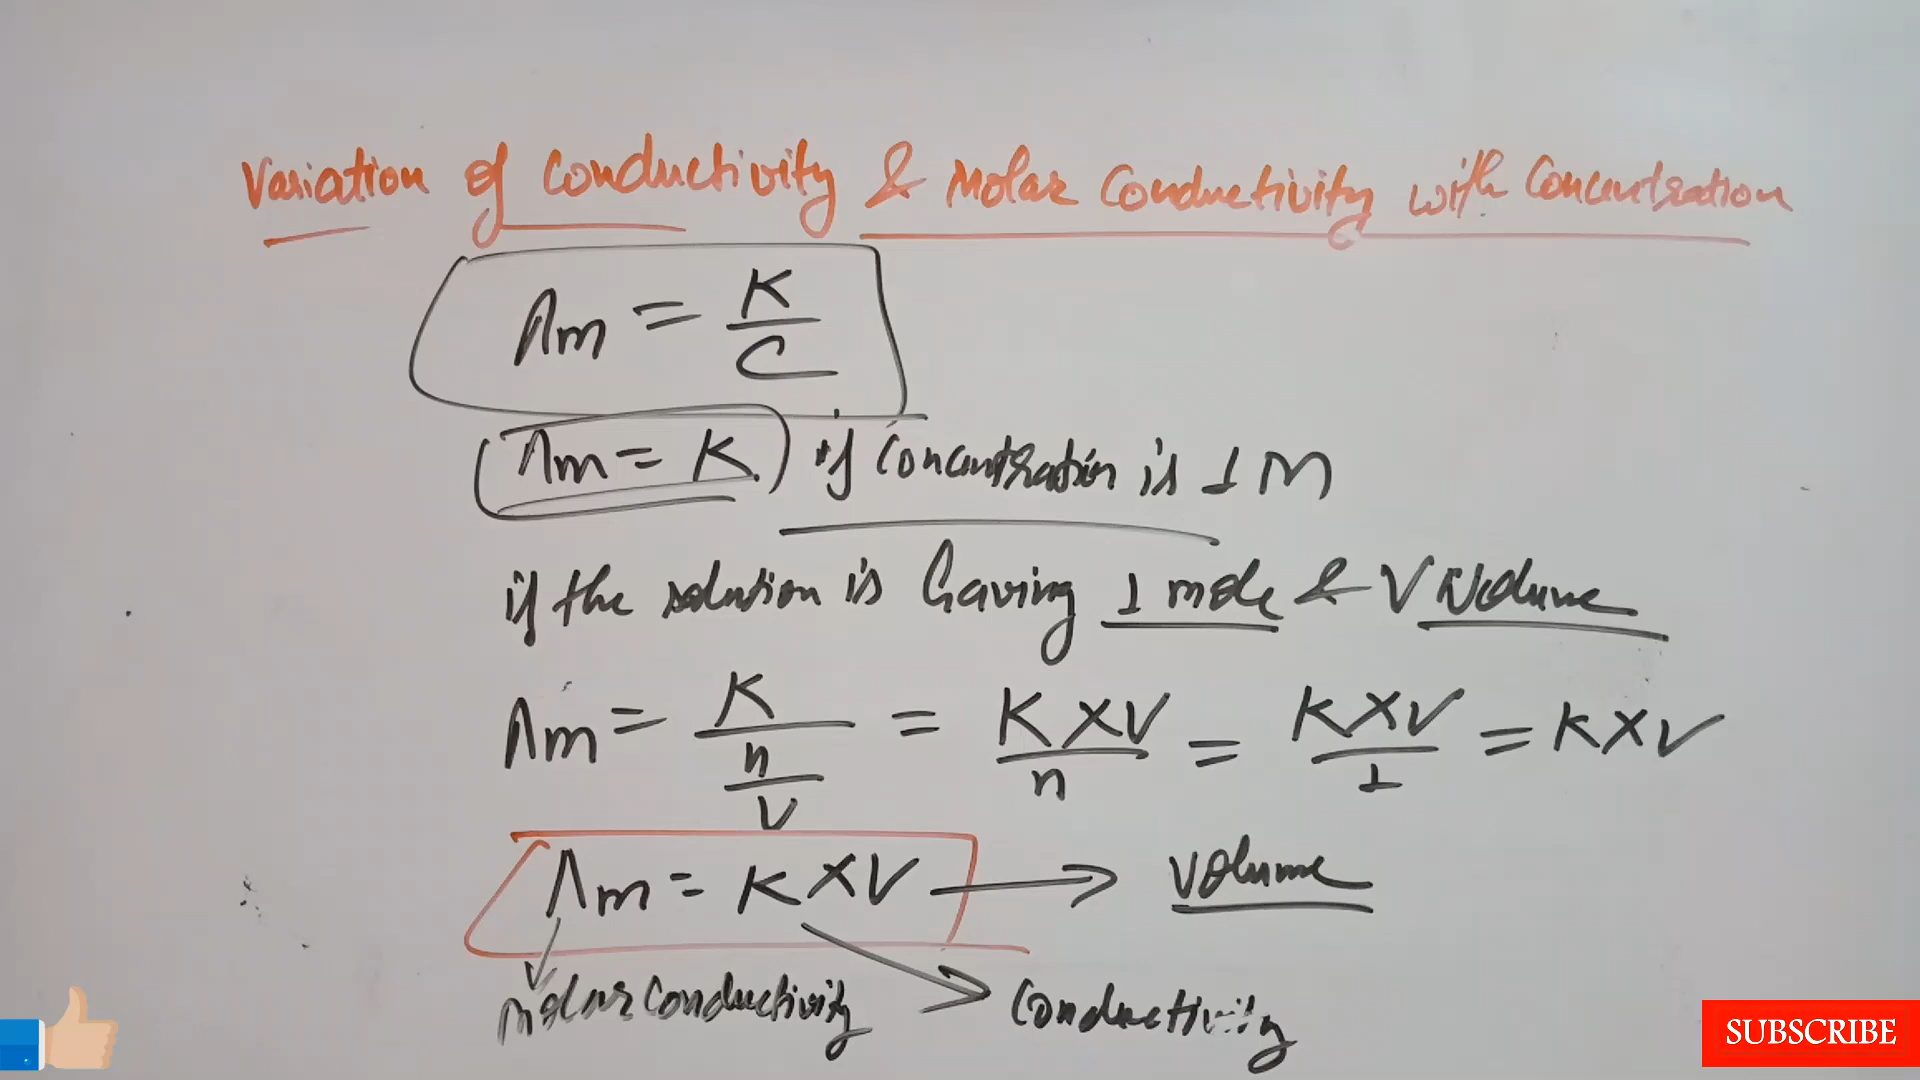 Variation of Conductivity & Molar Conductivity with Concentration
Λm = K/C
Λm = K. if Concentration is 1 M
if the solution is having 1 mole & V Volume
Λm = K/(n/V) = K×V/n = K×V/1 = K×V
Λm = K×V → Volume
Molar Conductivity Conductivity
SUBSCRIBE